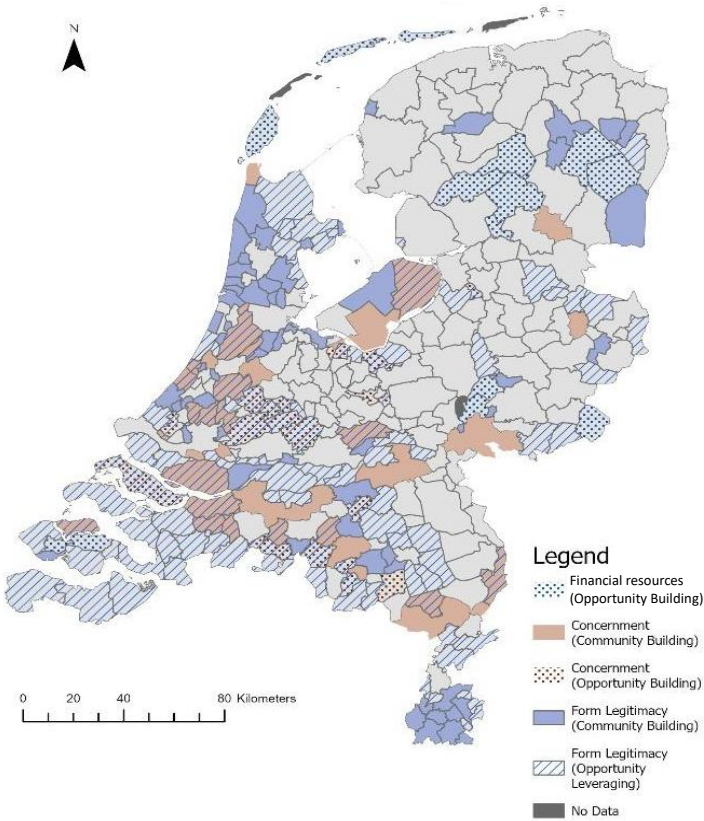 N
Legend
Financial resources
(Opportunity Building)
Concernment
(Community Building)
Concernment
(Opportunity Building)
Form Legitimacy
(Community Building)
Form Legitimacy
(Opportunity
Leveraging)
No Data
0 20 40 80 Kilometers